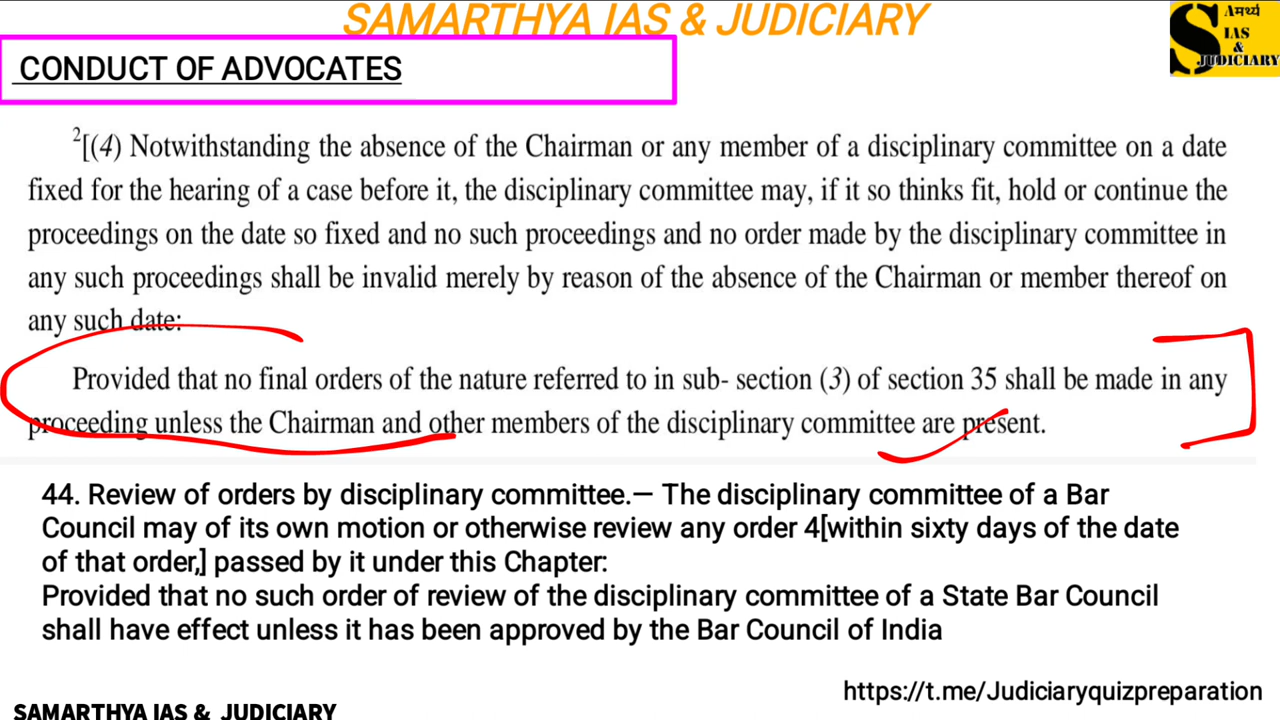 SAMARTHYA IAS & JUDICIARY
Aमर्थ्य
IAS
&
JUDICIARY
CONDUCT OF ADVOCATES
2[(4) Notwithstanding the absence of the Chairman or any member of a disciplinary committee on a date
fixed for the hearing of a case before it, the disciplinary committee may, if it so thinks fit, hold or continue the
proceedings on the date so fixed and no such proceedings and no order made by the disciplinary committee in
any such proceedings shall be invalid merely by reason of the absence of the Chairman or member thereof on
any such date:
Provided that no final orders of the nature referred to in sub- section (3) of section 35 shall be made in any
proceeding unless the Chairman and other members of the disciplinary committee are present.
44. Review of orders by disciplinary committee.— The disciplinary committee of a Bar
Council may of its own motion or otherwise review any order 4[within sixty days of the date
of that order,] passed by it under this Chapter:
Provided that no such order of review of the disciplinary committee of a State Bar Council
shall have effect unless it has been approved by the Bar Council of India
https://t.me/Judiciaryquizpreparation
SAMARTHYA IAS & JUDICIARY